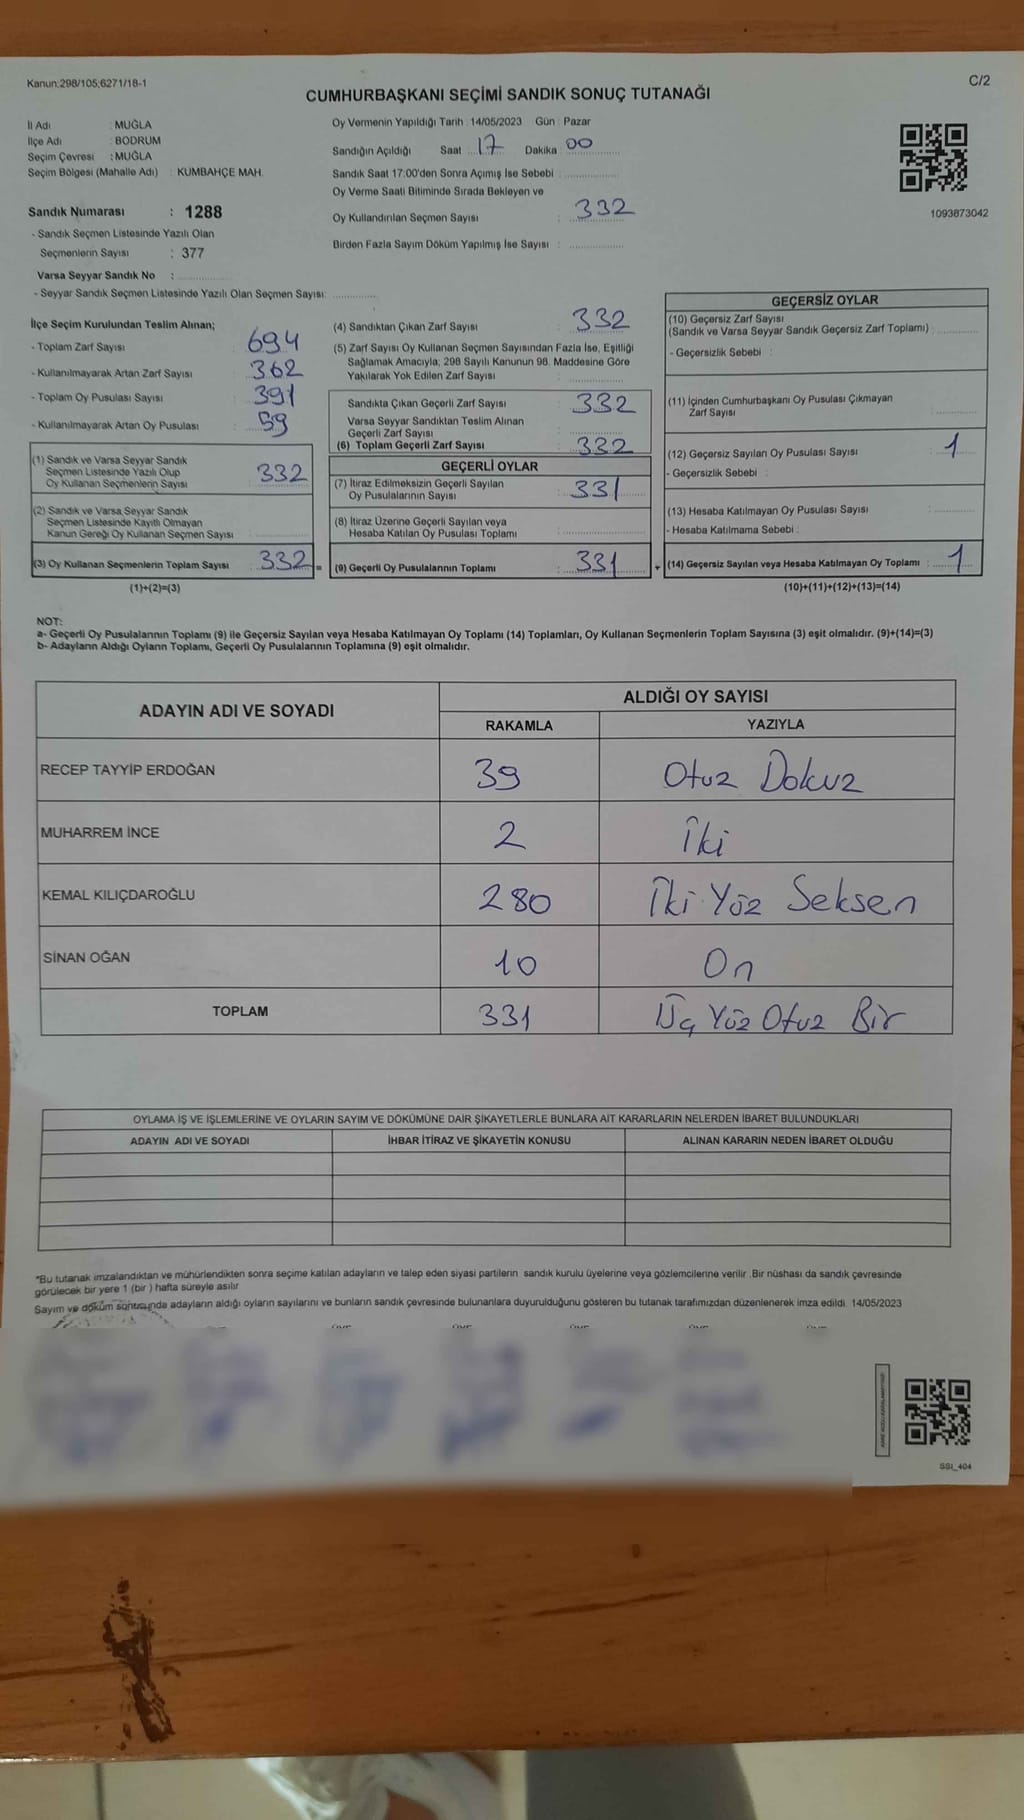 Kanun;298/105;6271/18-1
C/2
CUMHURBAŞKANI SEÇİMİ SANDIK SONUÇ TUTANAĞI
İl Adı : MUĞLA
İlçe Adı : BODRUM
Seçim Çevresi : MUĞLA
Seçim Bölgesi (Mahalle Adı) : KUMBAHÇE MAH.
Sandık Numarası : 1288
- Sandık Seçmen Listesinde Yazılı Olan
Seçmenlerin Sayısı : 377
Varsa Seyyar Sandık No :
- Seyyar Sandık Seçmen Listesinde Yazılı Olan Seçmen Sayısı:
Oy Vermenin Yapıldığı Tarih : 14/05/2023 Gün : Pazar
Sandığın Açıldığı Saat 17 Dakika 00
Sandık Saat 17:00'den Sonra Açımış İse Sebebi :
Oy Verme Saati Bitiminde Sırada Bekleyen ve
Oy Kullandırılan Seçmen Sayısı : 332
Birden Fazla Sayım Döküm Yapılmış İse Sayısı :
1093873042
İlçe Seçim Kurulundan Teslim Alınan;
- Toplam Zarf Sayısı : 694
- Kullanılmayarak Artan Zarf Sayısı : 362
- Toplam Oy Pusulası Sayısı : 391
- Kullanılmayarak Artan Oy Pusulası : 59
(1) Sandık ve Varsa Seyyar Sandık
Seçmen Listesinde Yazılı Olup
Oy Kullanan Seçmenlerin Sayısı : 332
(2) Sandık ve Varsa Seyyar Sandık
Seçmen Listesinde Kayıtlı Olmayan
Kanun Gereği Oy Kullanan Seçmen Sayısı :
(3) Oy Kullanan Seçmenlerin Toplam Sayısı : 332 =
(1)+(2)=(3)
(4) Sandıktan Çıkan Zarf Sayısı : 332
(5) Zarf Sayısı Oy Kullanan Seçmen Sayısından Fazla İse, Eşitliği
Sağlamak Amacıyla; 298 Sayılı Kanunun 98. Maddesine Göre
Yakılarak Yok Edilen Zarf Sayısı :
Sandıkta Çıkan Geçerli Zarf Sayısı : 332
Varsa Seyyar Sandıktan Teslim Alınan
Geçerli Zarf Sayısı :
(6) Toplam Geçerli Zarf Sayısı : 332
GEÇERLİ OYLAR
(7) İtiraz Edilmeksizin Geçerli Sayılan
Oy Pusulalarının Sayısı : 331
(8) İtiraz Üzerine Geçerli Sayılan veya
Hesaba Katılan Oy Pusulası Toplamı :
(9) Geçerli Oy Pusulalarının Toplamı : 331 +
GEÇERSİZ OYLAR
(10) Geçersiz Zarf Sayısı
(Sandık ve Varsa Seyyar Sandık Geçersiz Zarf Toplamı) :
- Geçersizlik Sebebi :
(11) İçinden Cumhurbaşkanı Oy Pusulası Çıkmayan
Zarf Sayısı :
(12) Geçersiz Sayılan Oy Pusulası Sayısı : 1
- Geçersizlik Sebebi :
(13) Hesaba Katılmayan Oy Pusulası Sayısı :
- Hesaba Katılmama Sebebi :
(14) Geçersiz Sayılan veya Hesaba Katılmayan Oy Toplamı : 1
(10)+(11)+(12)+(13)=(14)
NOT:
a- Geçerli Oy Pusulalarının Toplamı (9) ile Geçersiz Sayılan veya Hesaba Katılmayan Oy Toplamı (14) Toplamları, Oy Kullanan Seçmenlerin Toplam Sayısına (3) eşit olmalıdır. (9)+(14)=(3)
b- Adayların Aldığı Oyların Toplamı, Geçerli Oy Pusulalarının Toplamına (9) eşit olmalıdır.
ADAYIN ADI VE SOYADI
ALDIĞI OY SAYISI
RAKAMLA YAZIYLA
RECEP TAYYİP ERDOĞAN 39 Otuz Dokuz
MUHARREM İNCE 2 İki
KEMAL KILIÇDAROĞLU 280 İki Yüz Seksen
SİNAN OĞAN 10 On
TOPLAM 331 Üç Yüz Otuz Bir
OYLAMA İŞ VE İŞLEMLERİNE VE OYLARIN SAYIM VE DÖKÜMÜNE DAİR ŞİKAYETLERLE BUNLARA AİT KARARLARIN NELERDEN İBARET BULUNDUKLARI
ADAYIN ADI VE SOYADI İHBAR İTİRAZ VE ŞİKAYETİN KONUSU ALINAN KARARIN NEDEN İBARET OLDUĞU
*Bu tutanak imzalandıktan ve mühürlendikten sonra seçime katılan adayların ve talep eden siyasi partilerin sandık kurulu üyelerine veya gözlemcilerine verilir .Bir nüshası da sandık çevresinde
görülecek bir yere 1 (bir ) hafta süreyle asılır.
Sayım ve döküm sonucunda adayların aldığı oyların sayılarını ve bunların sandık çevresinde bulunanlara duyurulduğunu gösteren bu tutanak tarafımızdan düzenlenerek imza edildi. 14/05/2023
SSI_404